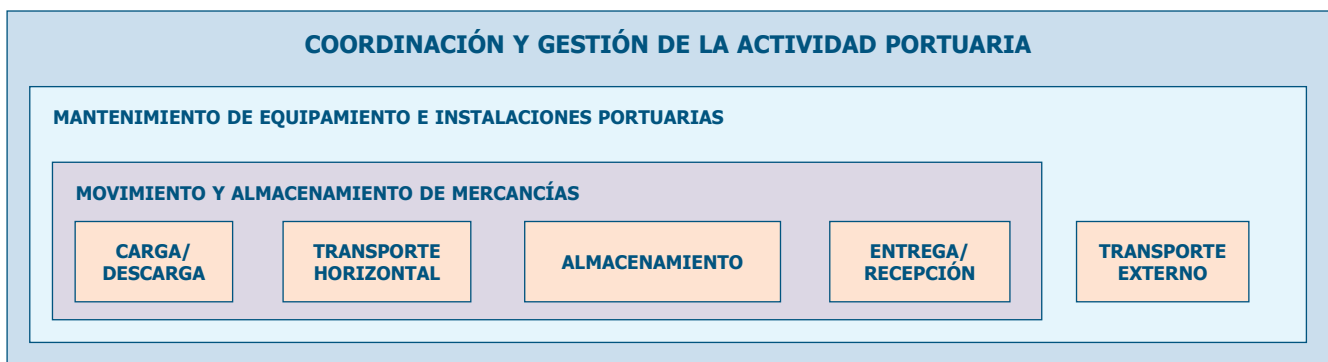 COORDINACIÓN Y GESTIÓN DE LA ACTIVIDAD PORTUARIA
MANTENIMIENTO DE EQUIPAMIENTO E INSTALACIONES PORTUARIAS
MOVIMIENTO Y ALMACENAMIENTO DE MERCANCÍAS
CARGA/
DESCARGA
TRANSPORTE
HORIZONTAL
ALMACENAMIENTO
ENTREGA/
RECEPCIÓN
TRANSPORTE
EXTERNO